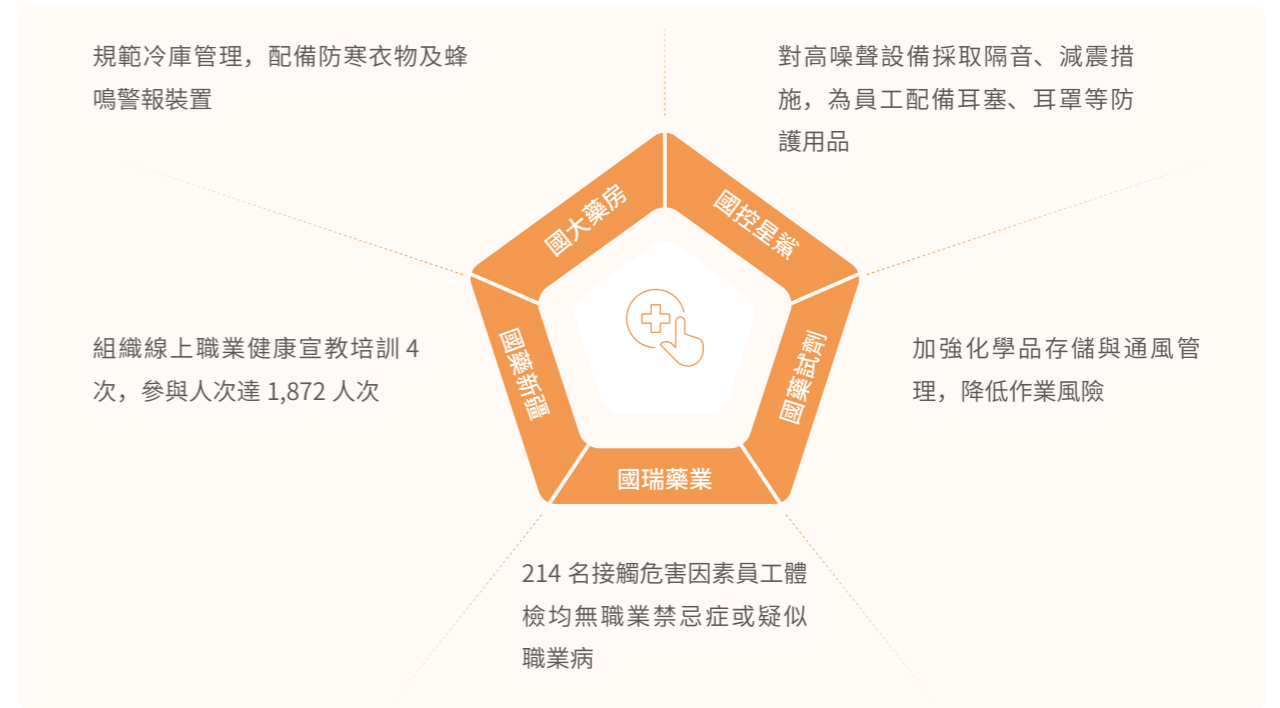 規範冷庫管理，配備防寒衣物及蜂
鳴警報裝置
對高噪聲設備採取隔音、減震措
施，為員工配備耳塞、耳罩等防
護用品
國大藥房
國控星鯊
組織線上職業健康宣教培訓 4
次，參與人次達 1,872 人次
國藥新疆
國藥試劑
加強化學品存儲與通風管
理，降低作業風險
國瑞藥業
214 名接觸危害因素員工體
檢均無職業禁忌症或疑似
職業病